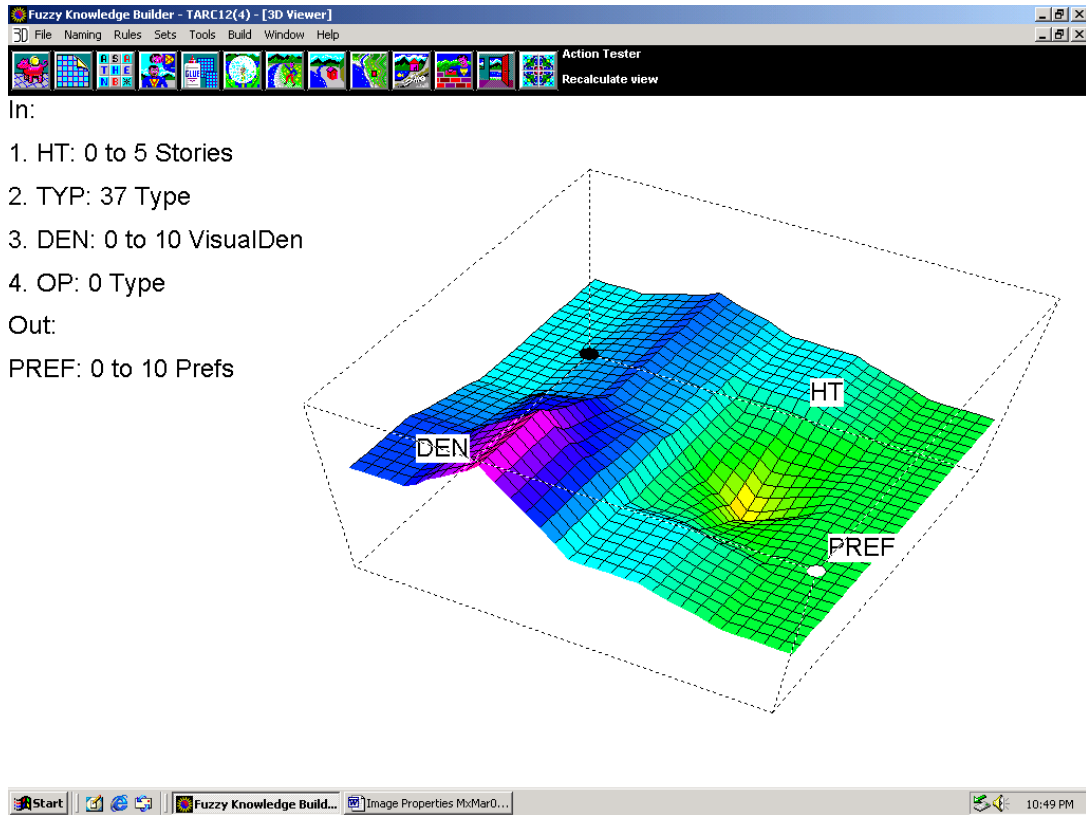 Fuzzy Knowledge Builder - TARC12(4) - [3D Viewer]
3D File Naming Rules Sets Tools Build Window Help
Action Tester
Recalculate view
A S A
T H E
N B *
GLUE
In:
1. HT: 0 to 5 Stories
2. TYP: 37 Type
3. DEN: 0 to 10 VisualDen
4. OP: 0 Type
Out:
PREF: 0 to 10 Prefs
HT
DEN
PREF
Start Fuzzy Knowledge Build... Image Properties MxMar0... 10:49 PM